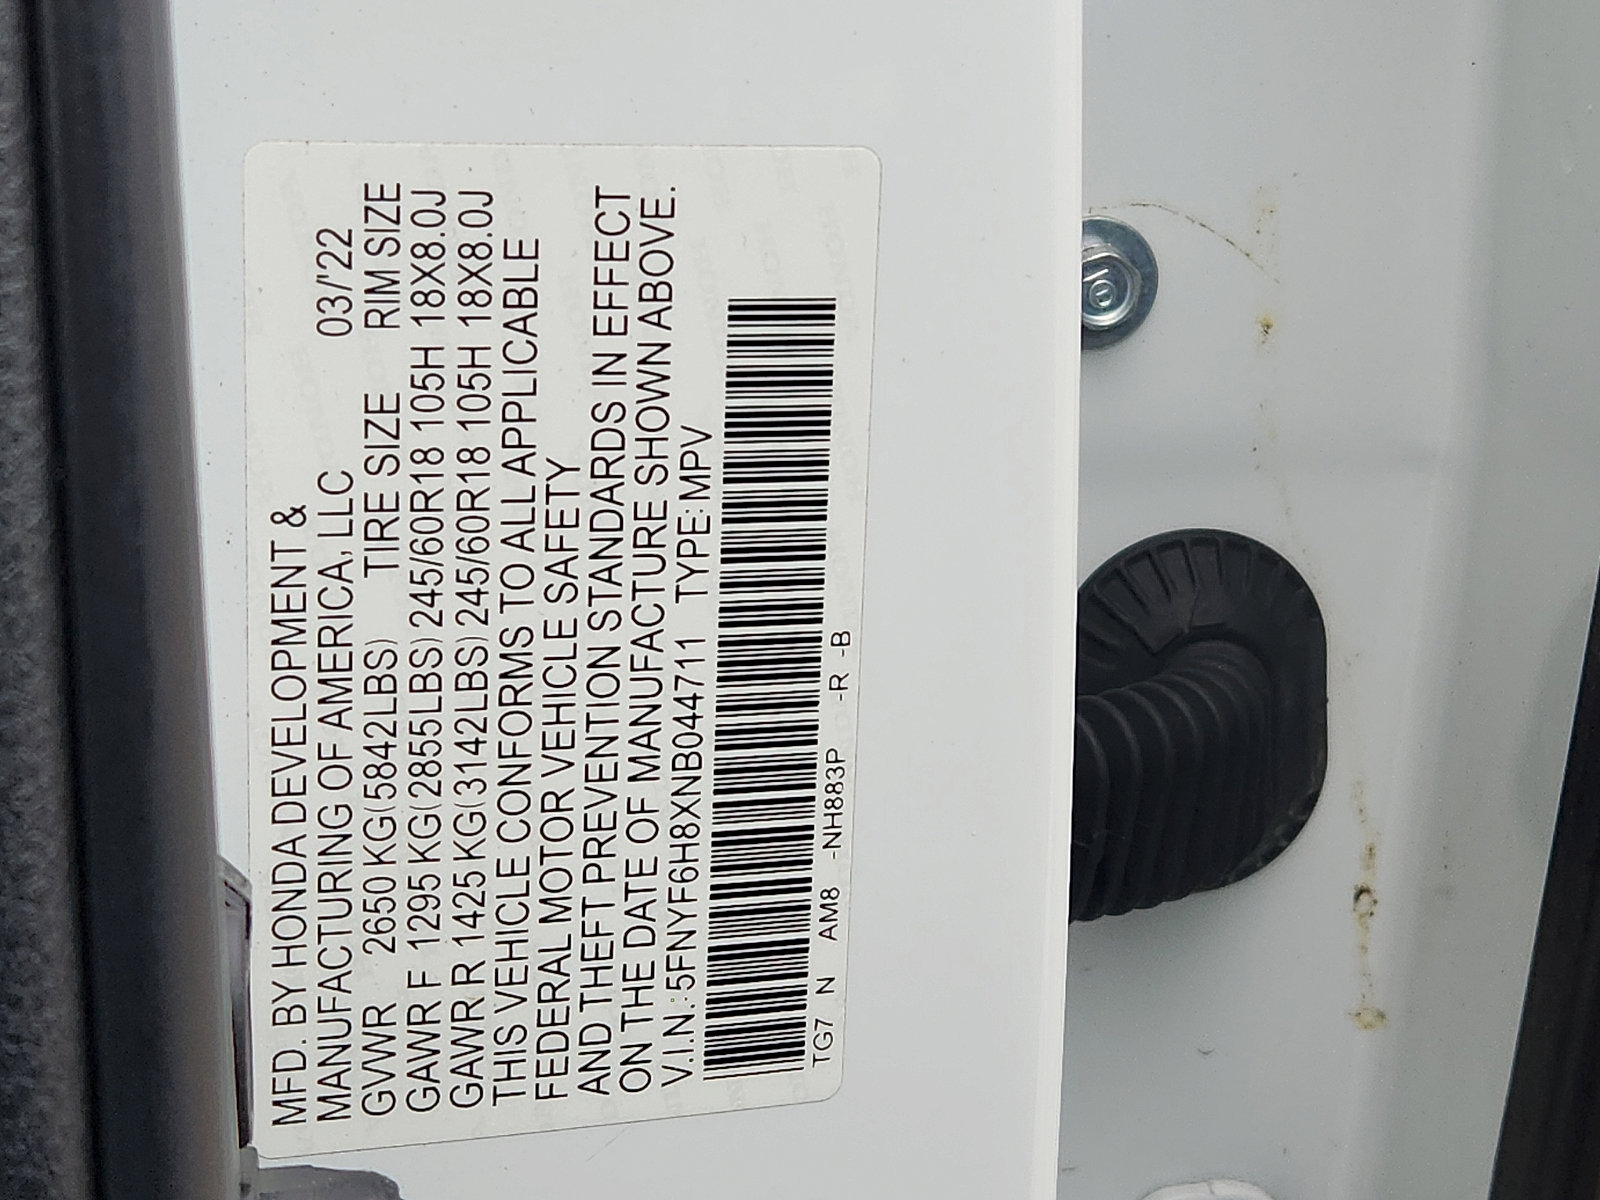 MFD. BY HONDA DEVELOPMENT &
MANUFACTURING OF AMERICA, LLC 03/'22
GVWR 2650 KG(5842LBS) TIRE SIZE RIM SIZE
GAWR F 1295 KG(2855LBS) 245/60R18 105H 18X8.0J
GAWR R 1425 KG(3142LBS) 245/60R18 105H 18X8.0J
THIS VEHICLE CONFORMS TO ALL APPLICABLE
FEDERAL MOTOR VEHICLE SAFETY
AND THEFT PREVENTION STANDARDS IN EFFECT
ON THE DATE OF MANUFACTURE SHOWN ABOVE.
V.I.N.: 5FNYF6H8XNB044711 TYPE: MPV
TG7 N AM8 -NH883P -R -B